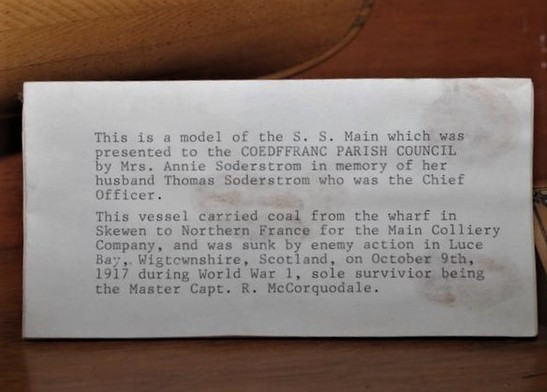 This is a model of the S. S. Main which was
presented to the COEDFFRANC PARISH COUNCIL
by Mrs. Annie Soderstrom in memory of her
husband Thomas Soderstrom who was the Chief
Officer.
This vessel carried coal from the wharf in
Skewen to Northern France for the Main Colliery
Company, and was sunk by enemy action in Luce
Bay, Wigtownshire, Scotland, on October 9th,
1917 during World War 1, sole survivior being
the Master Capt. R. McCorquodale.